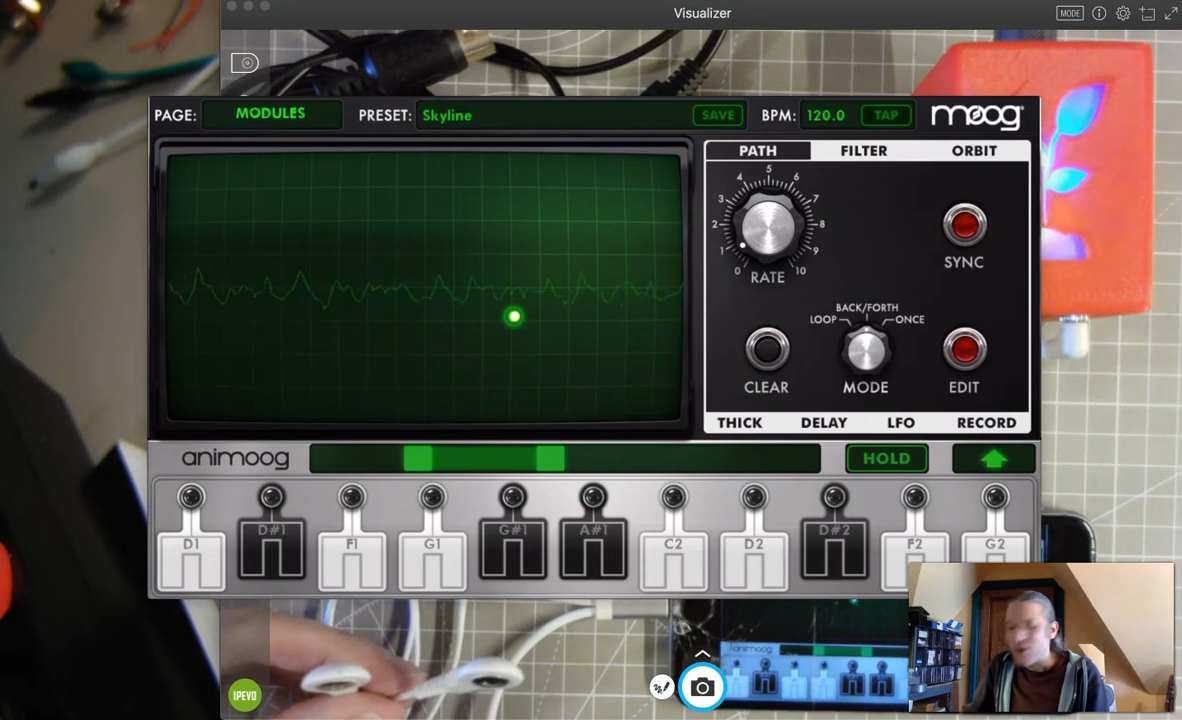 Visualizer
MODE
PAGE: MODULES PRESET: Skyline SAVE BPM: 120.0 TAP moog
PATH FILTER ORBIT
0 1 2 3 4 5 6 7 8 9 10
RATE
SYNC
BACK/FORTH
LOOP ONCE
CLEAR MODE EDIT
THICK DELAY LFO RECORD
animoog HOLD
D1 D#1 F1 G1 G#1 A#1 C2 D2 D#2 F2 G2
animoog
IPEVO